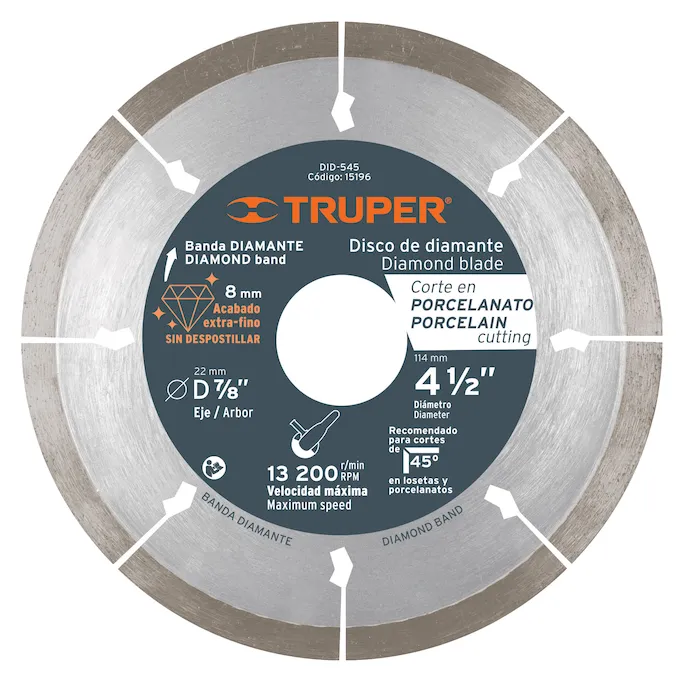 DID-545
Código: 15196
TRUPER®
Banda DIAMANTE
DIAMOND band
8 mm
Acabado
extra-fino
SIN DESPOSTILLAR
Disco de diamante
Diamond blade
Corte en
PORCELANATO
PORCELAIN
cutting
22 mm
D 7/8"
Eje / Arbor
114 mm
4 1/2"
Diámetro
Diameter
13 200 r/min
RPM
Velocidad máxima
Maximum speed
Recomendado
para cortes
de 45°
en losetas y
porcelanatos
BANDA DIAMANTE
DIAMOND BAND